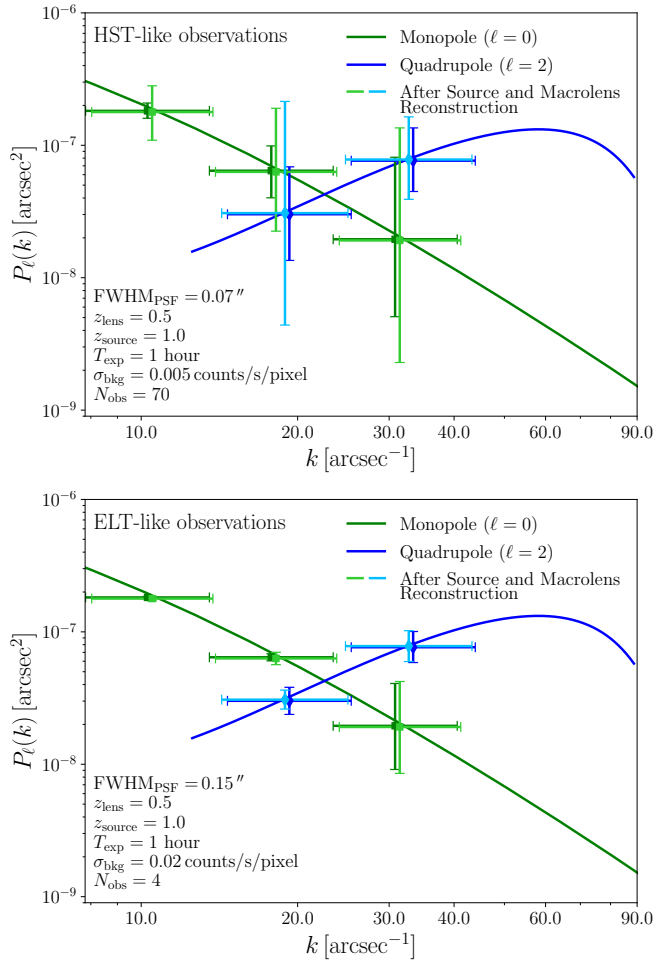 HST-like observations
Monopole (ℓ = 0)
Quadrupole (ℓ = 2)
After Source and Macrolens
Reconstruction
10⁻⁶
10⁻⁷
10⁻⁸
10⁻⁹
P_ℓ(k) [arcsec²]
FWHM_PSF = 0.07″
z_lens = 0.5
z_source = 1.0
T_exp = 1 hour
σ_bkg = 0.005 counts/s/pixel
N_obs = 70
10.0 20.0 30.0 40.0 60.0 90.0
k [arcsec⁻¹]
ELT-like observations
Monopole (ℓ = 0)
Quadrupole (ℓ = 2)
After Source and Macrolens
Reconstruction
10⁻⁶
10⁻⁷
10⁻⁸
10⁻⁹
P_ℓ(k) [arcsec²]
FWHM_PSF = 0.15″
z_lens = 0.5
z_source = 1.0
T_exp = 1 hour
σ_bkg = 0.02 counts/s/pixel
N_obs = 4
10.0 20.0 30.0 40.0 60.0 90.0
k [arcsec⁻¹]